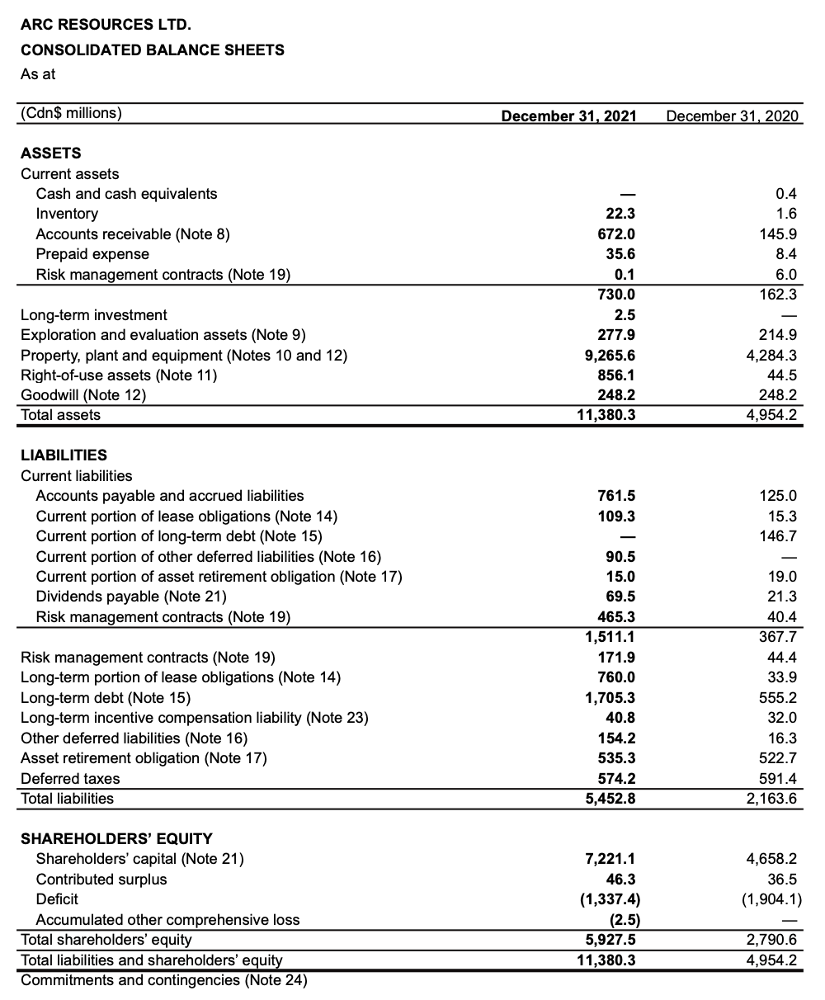 ARC RESOURCES LTD.
CONSOLIDATED BALANCE SHEETS
As at
(Cdn$ millions) December 31, 2021 December 31, 2020
ASSETS
Current assets
Cash and cash equivalents — 0.4
Inventory 22.3 1.6
Accounts receivable (Note 8) 672.0 145.9
Prepaid expense 35.6 8.4
Risk management contracts (Note 19) 0.1 6.0
730.0 162.3
Long-term investment 2.5 —
Exploration and evaluation assets (Note 9) 277.9 214.9
Property, plant and equipment (Notes 10 and 12) 9,265.6 4,284.3
Right-of-use assets (Note 11) 856.1 44.5
Goodwill (Note 12) 248.2 248.2
Total assets 11,380.3 4,954.2
LIABILITIES
Current liabilities
Accounts payable and accrued liabilities 761.5 125.0
Current portion of lease obligations (Note 14) 109.3 15.3
Current portion of long-term debt (Note 15) — 146.7
Current portion of other deferred liabilities (Note 16) 90.5 —
Current portion of asset retirement obligation (Note 17) 15.0 19.0
Dividends payable (Note 21) 69.5 21.3
Risk management contracts (Note 19) 465.3 40.4
1,511.1 367.7
Risk management contracts (Note 19) 171.9 44.4
Long-term portion of lease obligations (Note 14) 760.0 33.9
Long-term debt (Note 15) 1,705.3 555.2
Long-term incentive compensation liability (Note 23) 40.8 32.0
Other deferred liabilities (Note 16) 154.2 16.3
Asset retirement obligation (Note 17) 535.3 522.7
Deferred taxes 574.2 591.4
Total liabilities 5,452.8 2,163.6
SHAREHOLDERS’ EQUITY
Shareholders’ capital (Note 21) 7,221.1 4,658.2
Contributed surplus 46.3 36.5
Deficit (1,337.4) (1,904.1)
Accumulated other comprehensive loss (2.5) —
Total shareholders’ equity 5,927.5 2,790.6
Total liabilities and shareholders’ equity 11,380.3 4,954.2
Commitments and contingencies (Note 24)